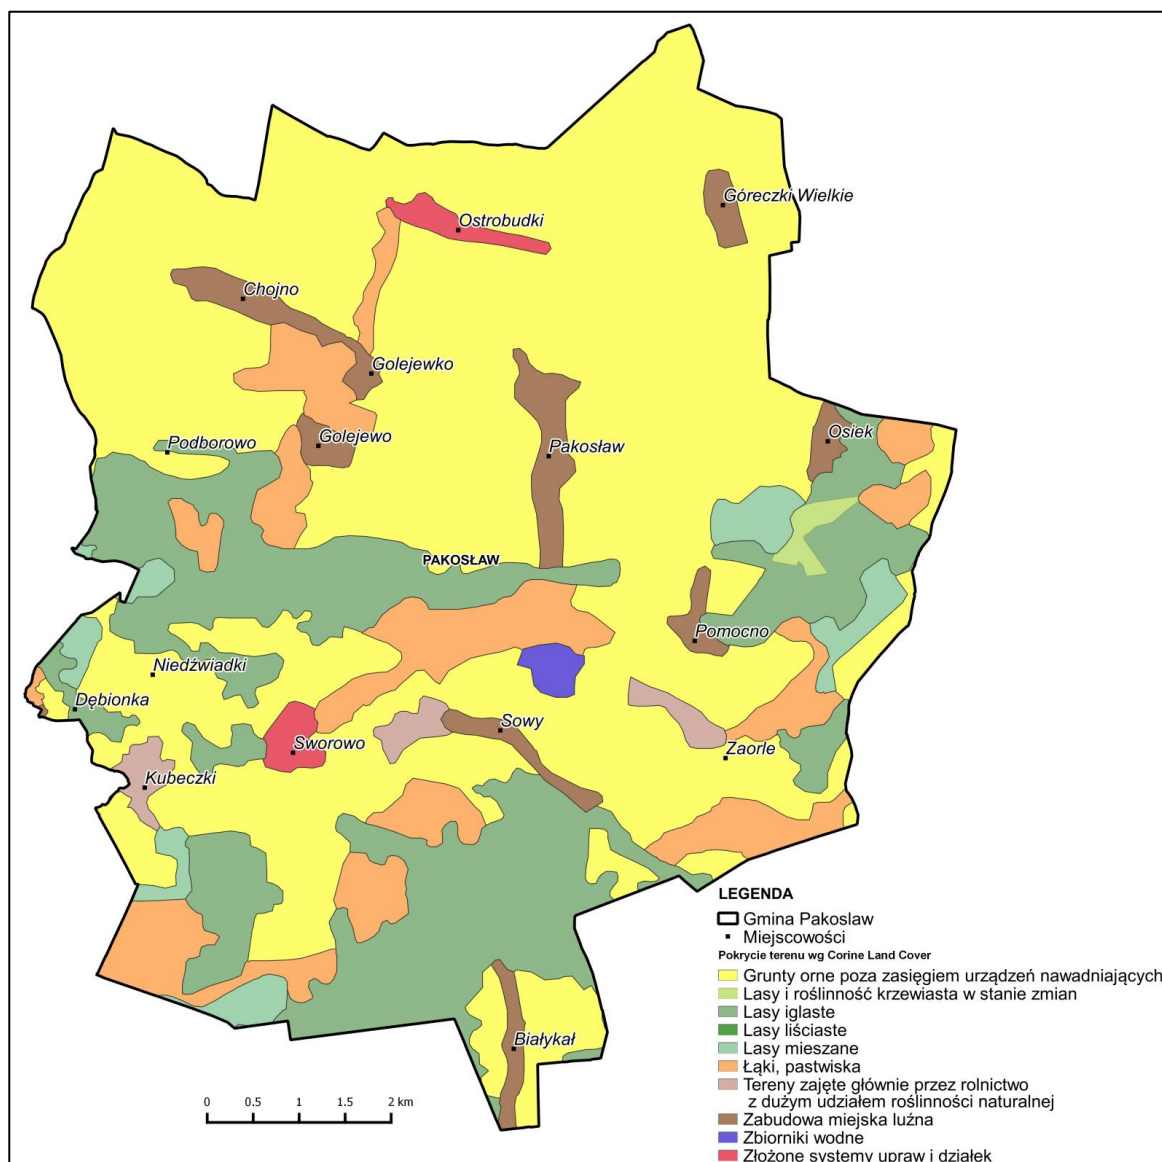 Góreczki Wielkie
Ostrobudki
Chojno
Golejewko
Golejewo
Podborowo
Pakosław
Osiek
PAKOSŁAW
Pomocno
Niedźwiadki
Dębionka
Sowy
Sworowo
Zaorle
Kubeczki
Białykał
LEGENDA
Gmina Pakoslaw
Miejscowości
Pokrycie terenu wg Corine Land Cover
Grunty orne poza zasięgiem urządzeń nawadniających
Lasy i roślinność krzewiasta w stanie zmian
Lasy iglaste
Lasy liściaste
Lasy mieszane
Łąki, pastwiska
Tereny zajęte głównie przez rolnictwo
z dużym udziałem roślinności naturalnej
Zabudowa miejska luźna
Zbiorniki wodne
Złożone systemy upraw i działek
0 0.5 1 2 km